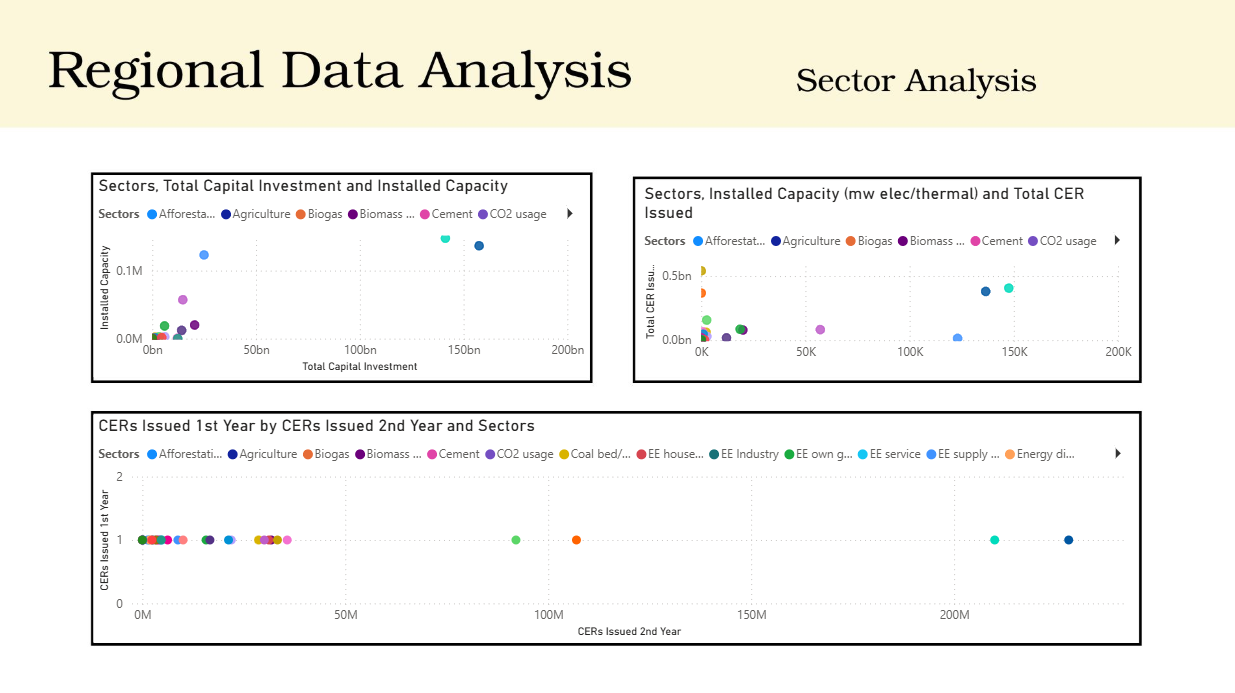 Regional Data Analysis
Sector Analysis
Sectors, Total Capital Investment and Installed Capacity
Sectors Afforesta... Agriculture Biogas Biomass ... Cement CO2 usage
Installed Capacity
0.1M
0.0M
0bn 50bn 100bn 150bn 200bn
Total Capital Investment
Sectors, Installed Capacity (mw elec/thermal) and Total CER
Issued
Sectors Afforestat... Agriculture Biogas Biomass ... Cement CO2 usage
Total CER Issu...
0.5bn
0.0bn
0K 50K 100K 150K 200K
CERs Issued 1st Year by CERs Issued 2nd Year and Sectors
Sectors Afforestati... Agriculture Biogas Biomass ... Cement CO2 usage Coal bed/... EE house... EE Industry EE own g... EE service EE supply ... Energy di...
CERs Issued 1st Year
2
1
0
0M 50M 100M 150M 200M
CERs Issued 2nd Year